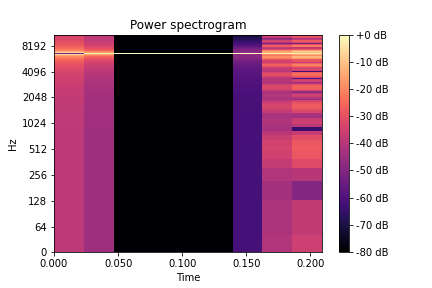 Power spectrogram
8192
4096
2048
1024
512
256
128
64
0
Hz
0.000 0.050 0.100 0.150 0.200
Time
+0 dB
-10 dB
-20 dB
-30 dB
-40 dB
-50 dB
-60 dB
-70 dB
-80 dB